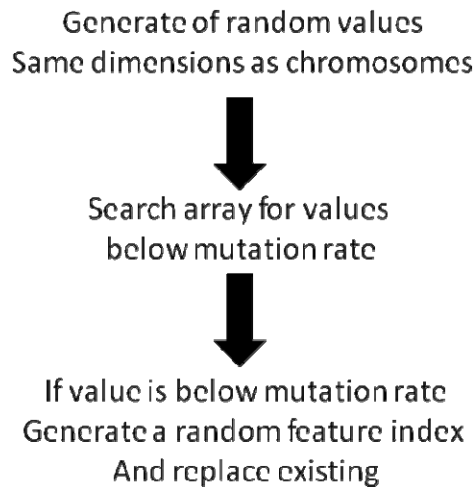 Generate of random values
Same dimensions as chromosomes
Search array for values
below mutation rate
If value is below mutation rate
Generate a random feature index
And replace existing